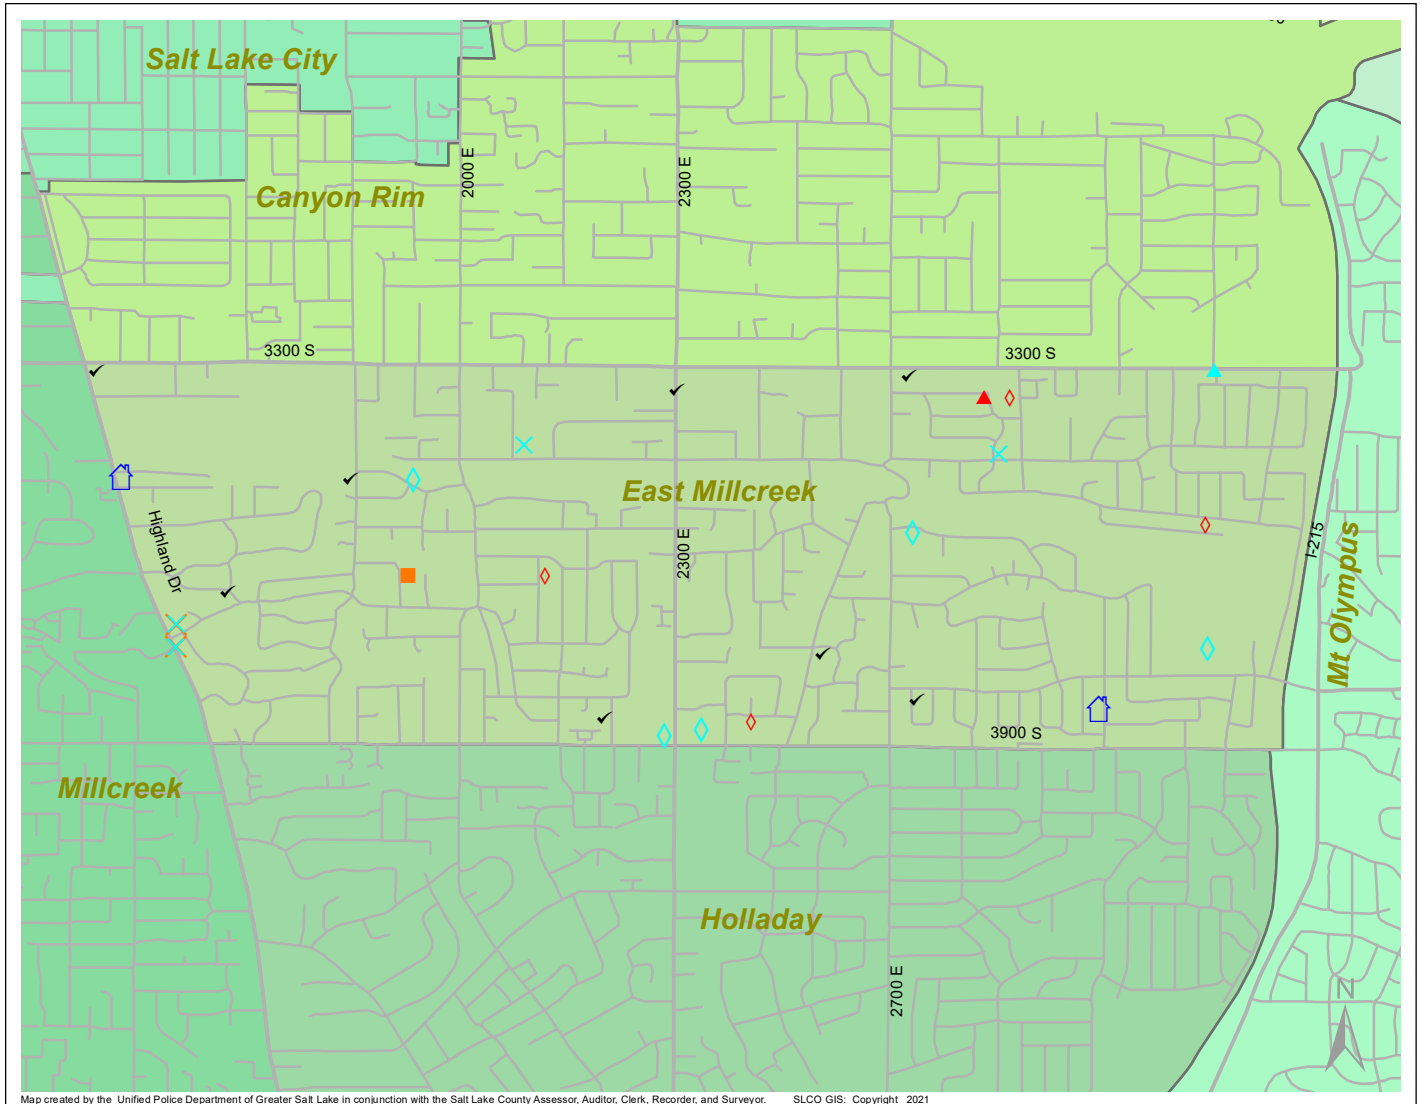 Salt Lake City
Canyon Rim
2000 E
2300 E
3300 S
3300 S
East Millcreek
Highland Dr
2300 E
I-215
Mt Olympus
3900 S
Millcreek
Holladay
2700 E
N
Map created by the Unified Police Department of Greater Salt Lake in conjunction with the Salt Lake County Assessor, Auditor, Clerk, Recorder, and Surveyor. SLCO GIS: Copyright 2021